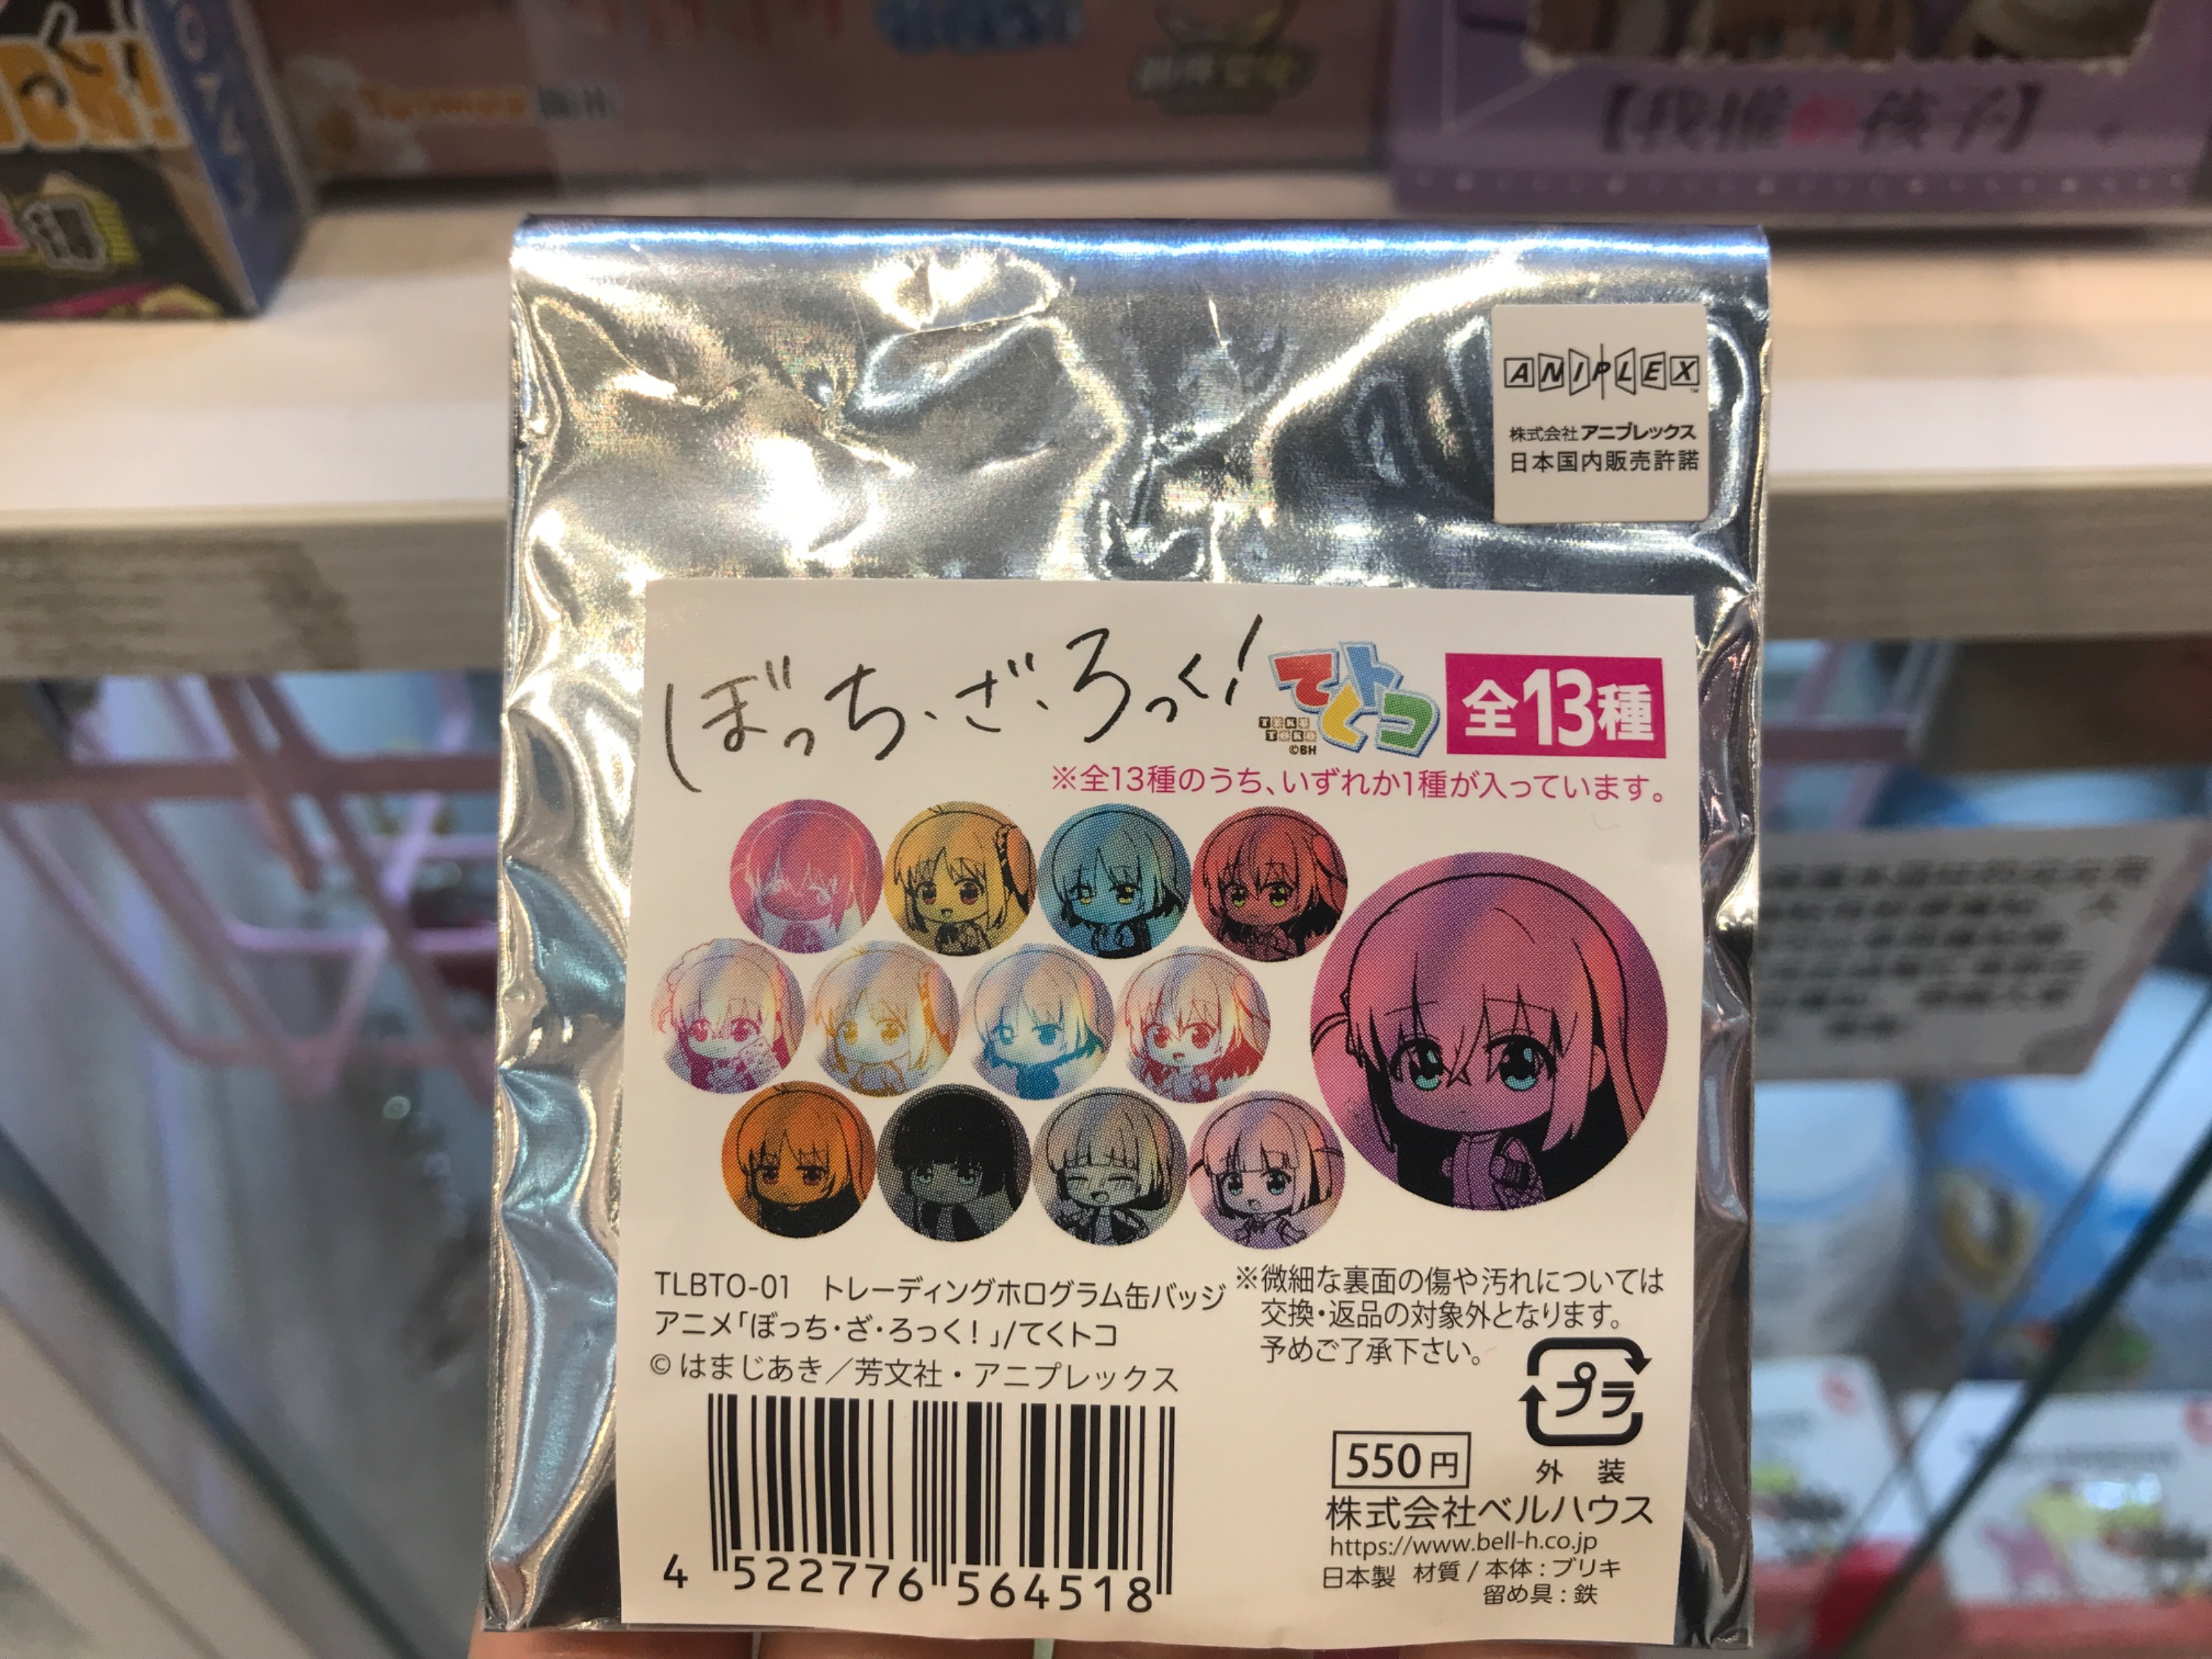 【我推的孩子】
ANIPLEX
株式会社アニプレックス
日本国内販売許諾
ぼっち・ざ・ろっく!
てくトコ
TEKU
TOKO
©BH
全13種
※全13種のうち、いずれか1種が入っています。
TLBTO-01 トレーディングホログラム缶バッジ
アニメ「ぼっち・ざ・ろっく!」/てくトコ
© はまじあき/芳文社・アニプレックス
※微細な裏面の傷や汚れについては
交換・返品の対象外となります。
予めご了承下さい。
プラ
外 装
550円
株式会社ベルハウス
https://www.bell-h.co.jp
日本製 材質/本体:ブリキ
留め具:鉄
4 522776 564518